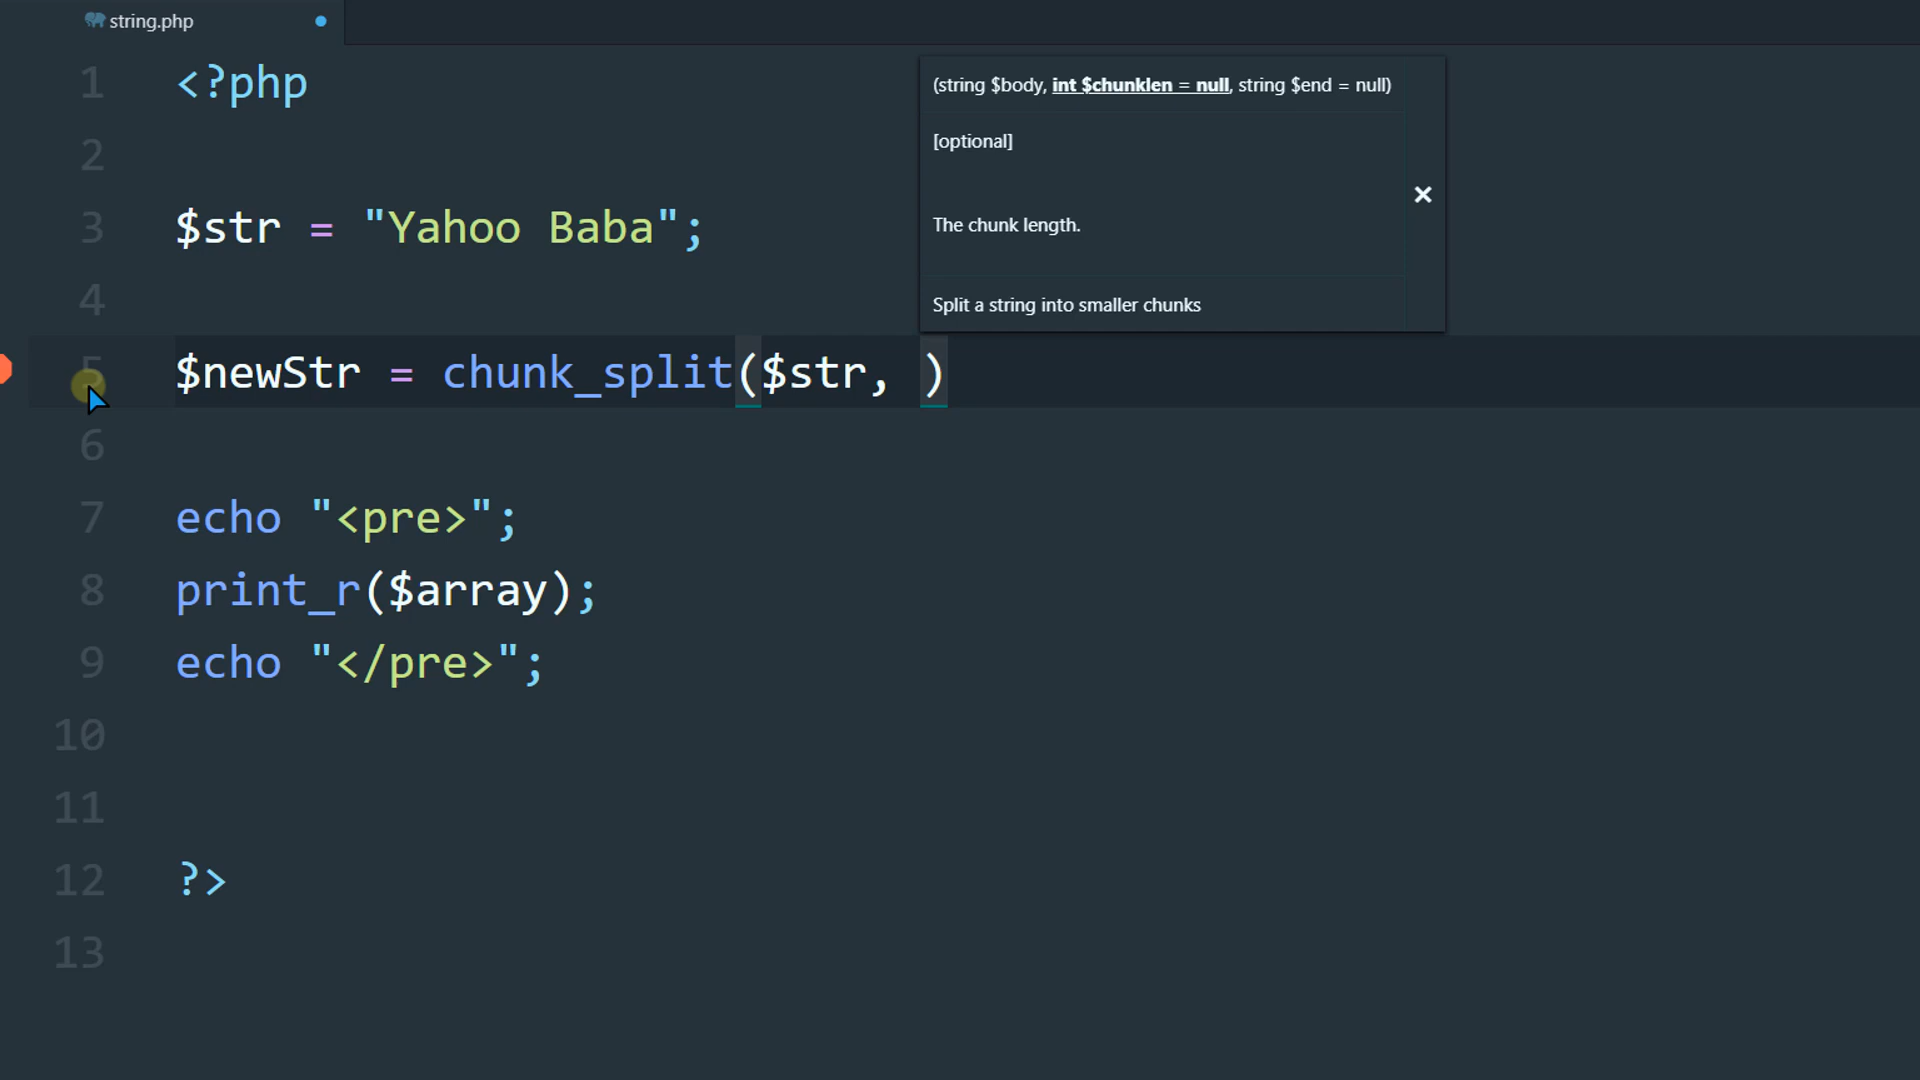 string.php
(string $body, int $chunklen = null, string $end = null)
[optional]
The chunk length.
Split a string into smaller chunks
1 <?php
2
3 $str = "Yahoo Baba";
4
5 $newStr = chunk_split($str, )
6
7 echo "<pre>";
8 print_r($array);
9 echo "</pre>";
10
11
12 ?>
13